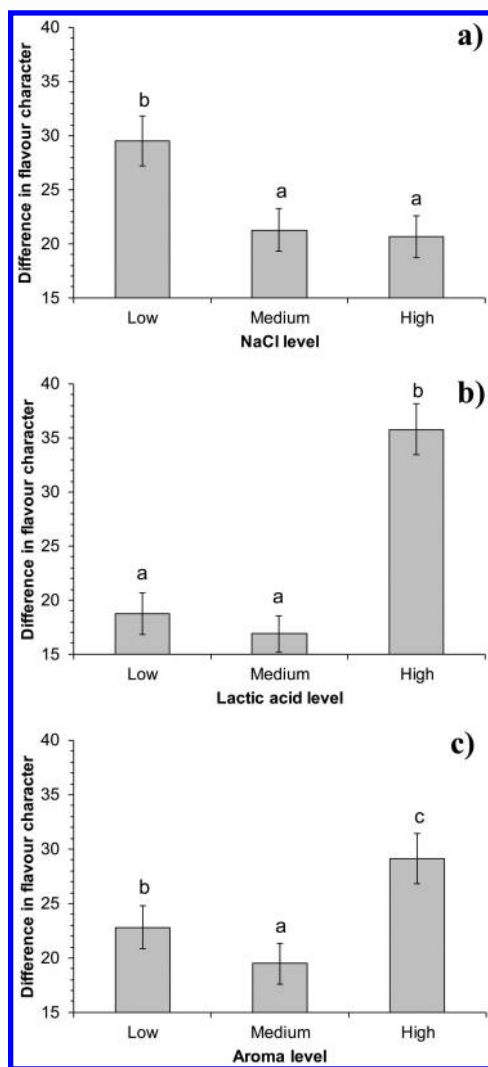 a)
Difference in flavour character
40
35
30
25
20
15
b
a
a
Low Medium High
NaCl level
b)
Difference in flavour character
40
35
30
25
20
15
a
a
b
Low Medium High
Lactic acid level
c)
Difference in flavour character
40
35
30
25
20
15
b
a
c
Low Medium High
Aroma level